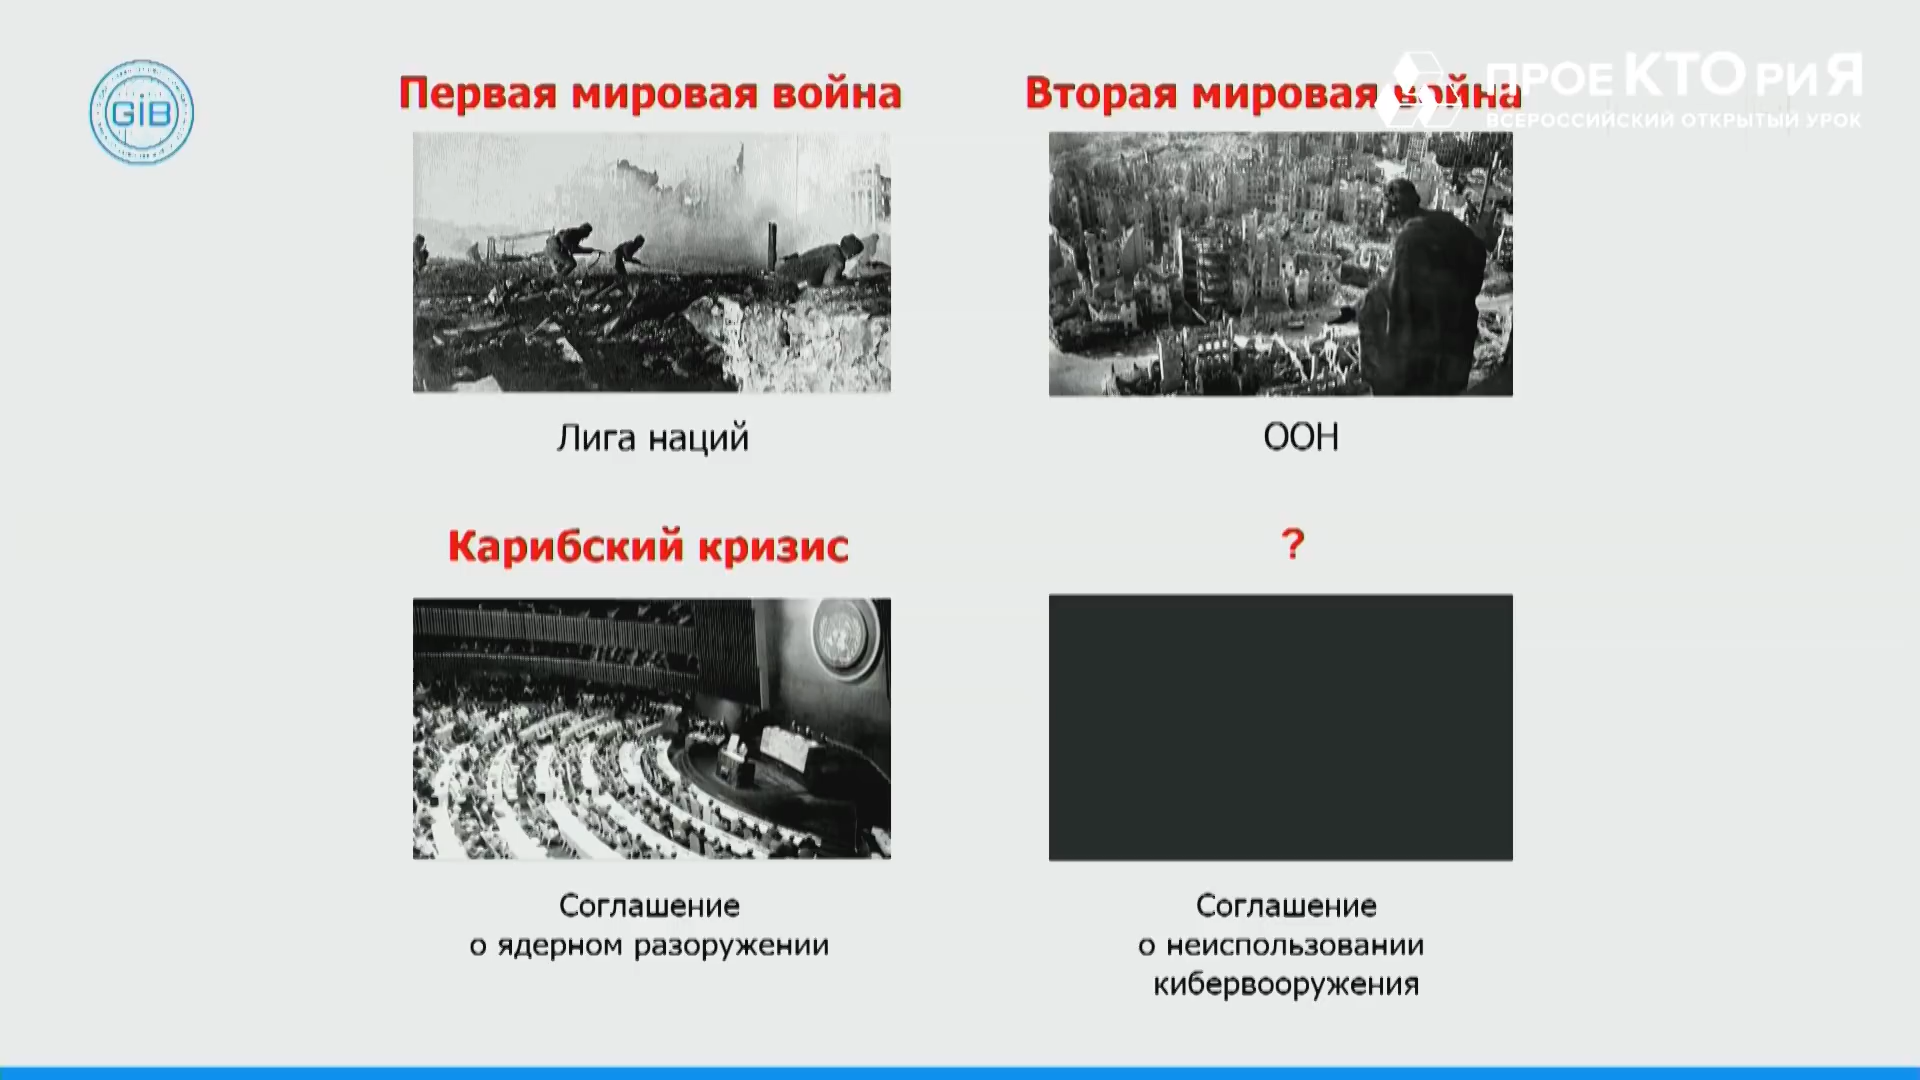 GIB
ПРОЕКТОРИЯ
ВСЕРОССИЙСКИЙ ОТКРЫТЫЙ УРОК
Первая мировая война
Вторая мировая война
Лига наций
ООН
Карибский кризис
?
Соглашение
о ядерном разоружении
Соглашение
о неиспользовании
кибервооружения